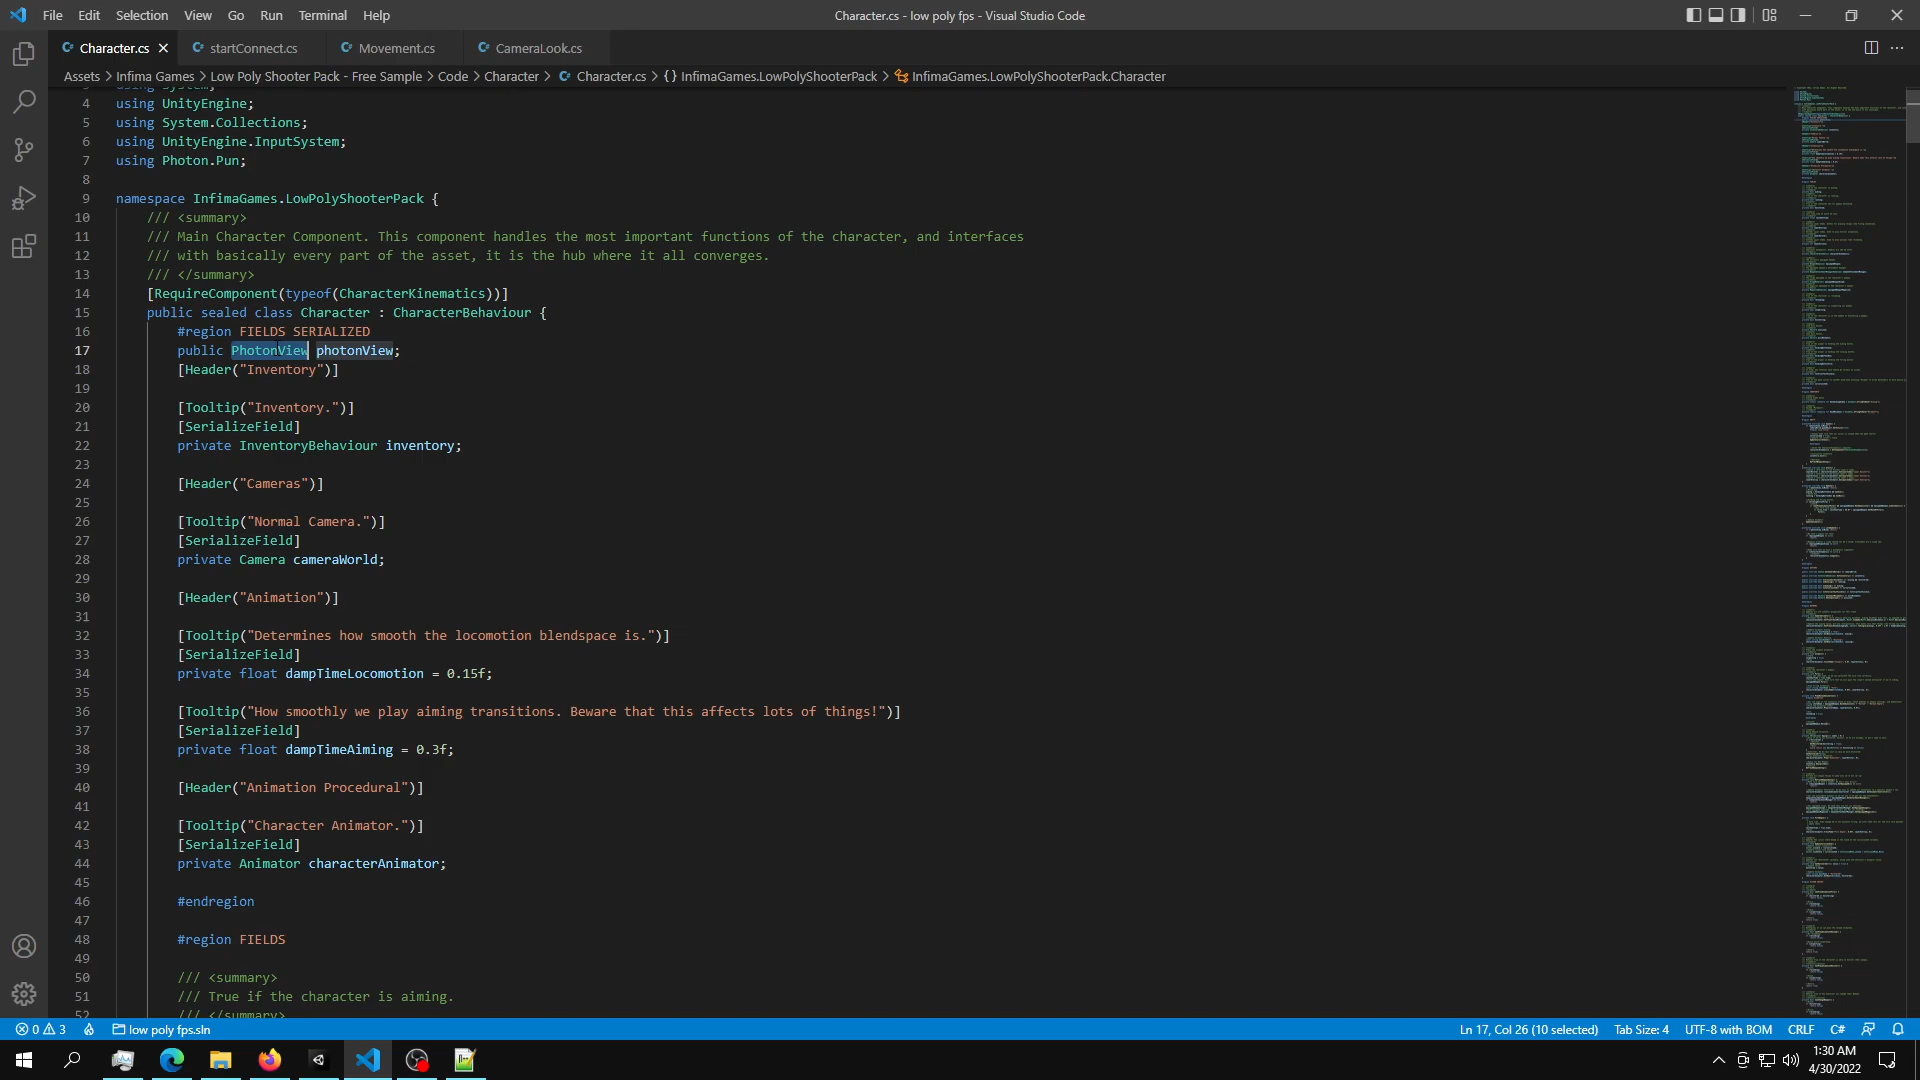 File Edit Selection View Go Run Terminal Help
Character.cs - low poly fps - Visual Studio Code
Character.cs startConnect.cs Movement.cs CameraLook.cs
Assets > Infima Games > Low Poly Shooter Pack - Free Sample > Code > Character > Character.cs > {} InfimaGames.LowPolyShooterPack > InfimaGames.LowPolyShooterPack.Character
3 using System;
4 using UnityEngine;
5 using System.Collections;
6 using UnityEngine.InputSystem;
7 using Photon.Pun;
8
9 namespace InfimaGames.LowPolyShooterPack {
10 /// <summary>
11 /// Main Character Component. This component handles the most important functions of the character, and interfaces
12 /// with basically every part of the asset, it is the hub where it all converges.
13 /// </summary>
14 [RequireComponent(typeof(CharacterKinematics))]
15 public sealed class Character : CharacterBehaviour {
16 #region FIELDS SERIALIZED
17 public PhotonView photonView;
18 [Header("Inventory")]
19
20 [Tooltip("Inventory.")]
21 [SerializeField]
22 private InventoryBehaviour inventory;
23
24 [Header("Cameras")]
25
26 [Tooltip("Normal Camera.")]
27 [SerializeField]
28 private Camera cameraWorld;
29
30 [Header("Animation")]
31
32 [Tooltip("Determines how smooth the locomotion blendspace is.")]
33 [SerializeField]
34 private float dampTimeLocomotion = 0.15f;
35
36 [Tooltip("How smoothly we play aiming transitions. Beware that this affects lots of things!")]
37 [SerializeField]
38 private float dampTimeAiming = 0.3f;
39
40 [Header("Animation Procedural")]
41
42 [Tooltip("Character Animator.")]
43 [SerializeField]
44 private Animator characterAnimator;
45
46 #endregion
47
48 #region FIELDS
49
50 /// <summary>
51 /// True if the character is aiming.
52 /// </summary>
0 3 low poly fps.sln Ln 17, Col 26 (10 selected) Tab Size: 4 UTF-8 with BOM CRLF C#
1:30 AM
4/30/2022